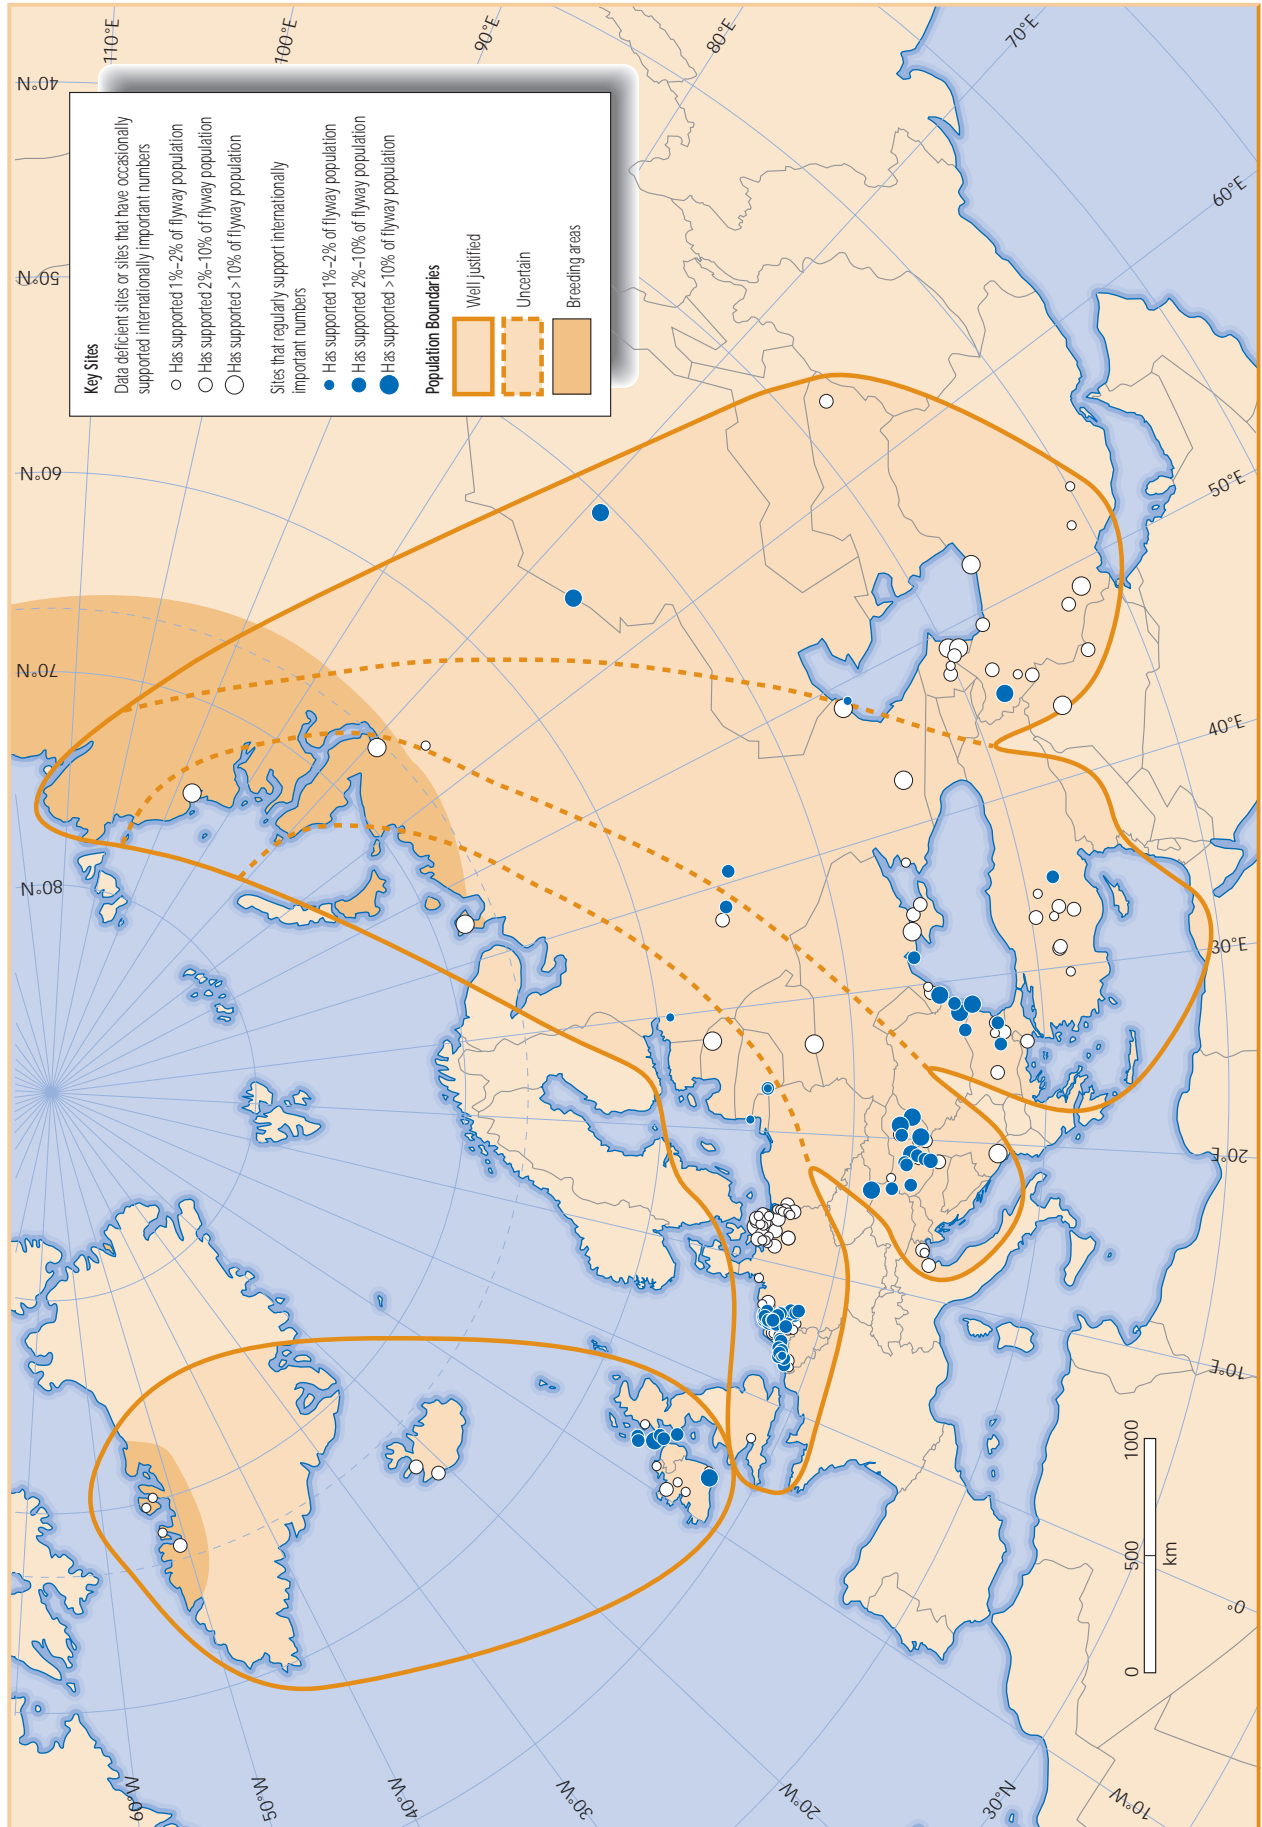 Key Sites
Data deficient sites or sites that have occasionally
supported internationally important numbers
Has supported 1%–2% of flyway population
Has supported 2%–10% of flyway population
Has supported >10% of flyway population
Sites that regularly support internationally
important numbers
Has supported 1%–2% of flyway population
Has supported 2%–10% of flyway population
Has supported >10% of flyway population
Population Boundaries
Well justified
Uncertain
Breeding areas
40°N
50°N
60°N
70°N
80°N
110°E
100°E
90°E
80°E
70°E
60°E
50°E
40°E
30°E
20°E
10°E
0°
10°W
30°N
20°W
30°W
40°W
50°W
60°W
0
500
1000
km